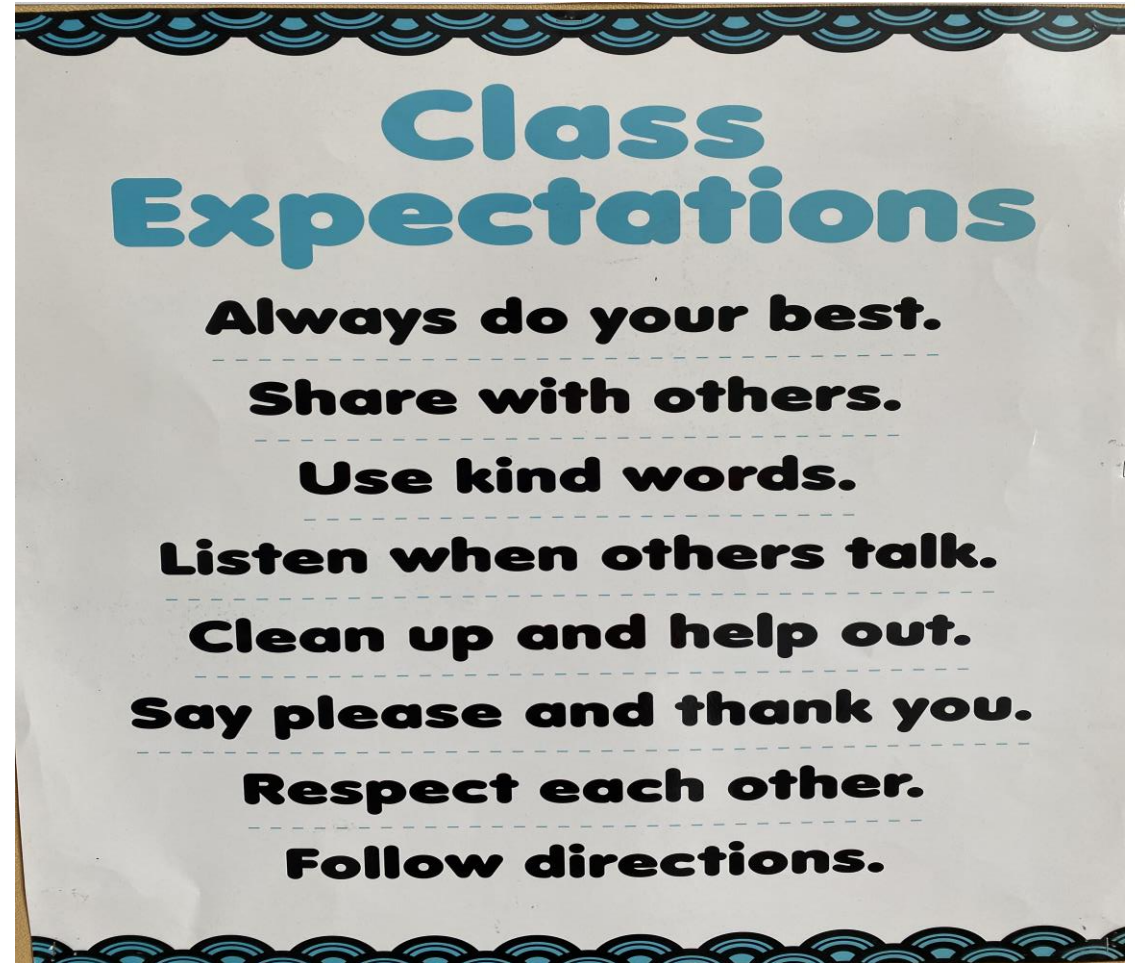 Class
Expectations
Always do your best.
Share with others.
Use kind words.
Listen when others talk.
Clean up and help out.
Say please and thank you.
Respect each other.
Follow directions.